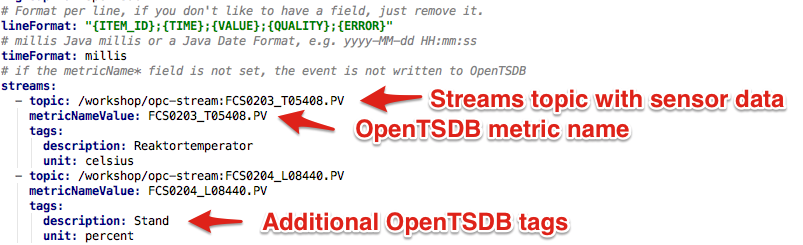 # Format per line, if you don't like to have a field, just remove it.
lineFormat: "{ITEM_ID};{TIME};{VALUE};{QUALITY};{ERROR}"
# millis Java millis or a Java Date Format, e.g. yyyy-MM-dd HH:mm:ss
timeFormat: millis
# if the metricName* field is not set, the event is not written to OpenTSDB
streams:
- topic: /workshop/opc-stream:FCS0203_T05408.PV
Streams topic with sensor data
metricNameValue: FCS0203_T05408.PV
OpenTSDB metric name
tags:
description: Reaktortemperator
unit: celsius
- topic: /workshop/opc-stream:FCS0204_L08440.PV
metricNameValue: FCS0204_L08440.PV
tags:
description: Stand
Additional OpenTSDB tags
unit: percent